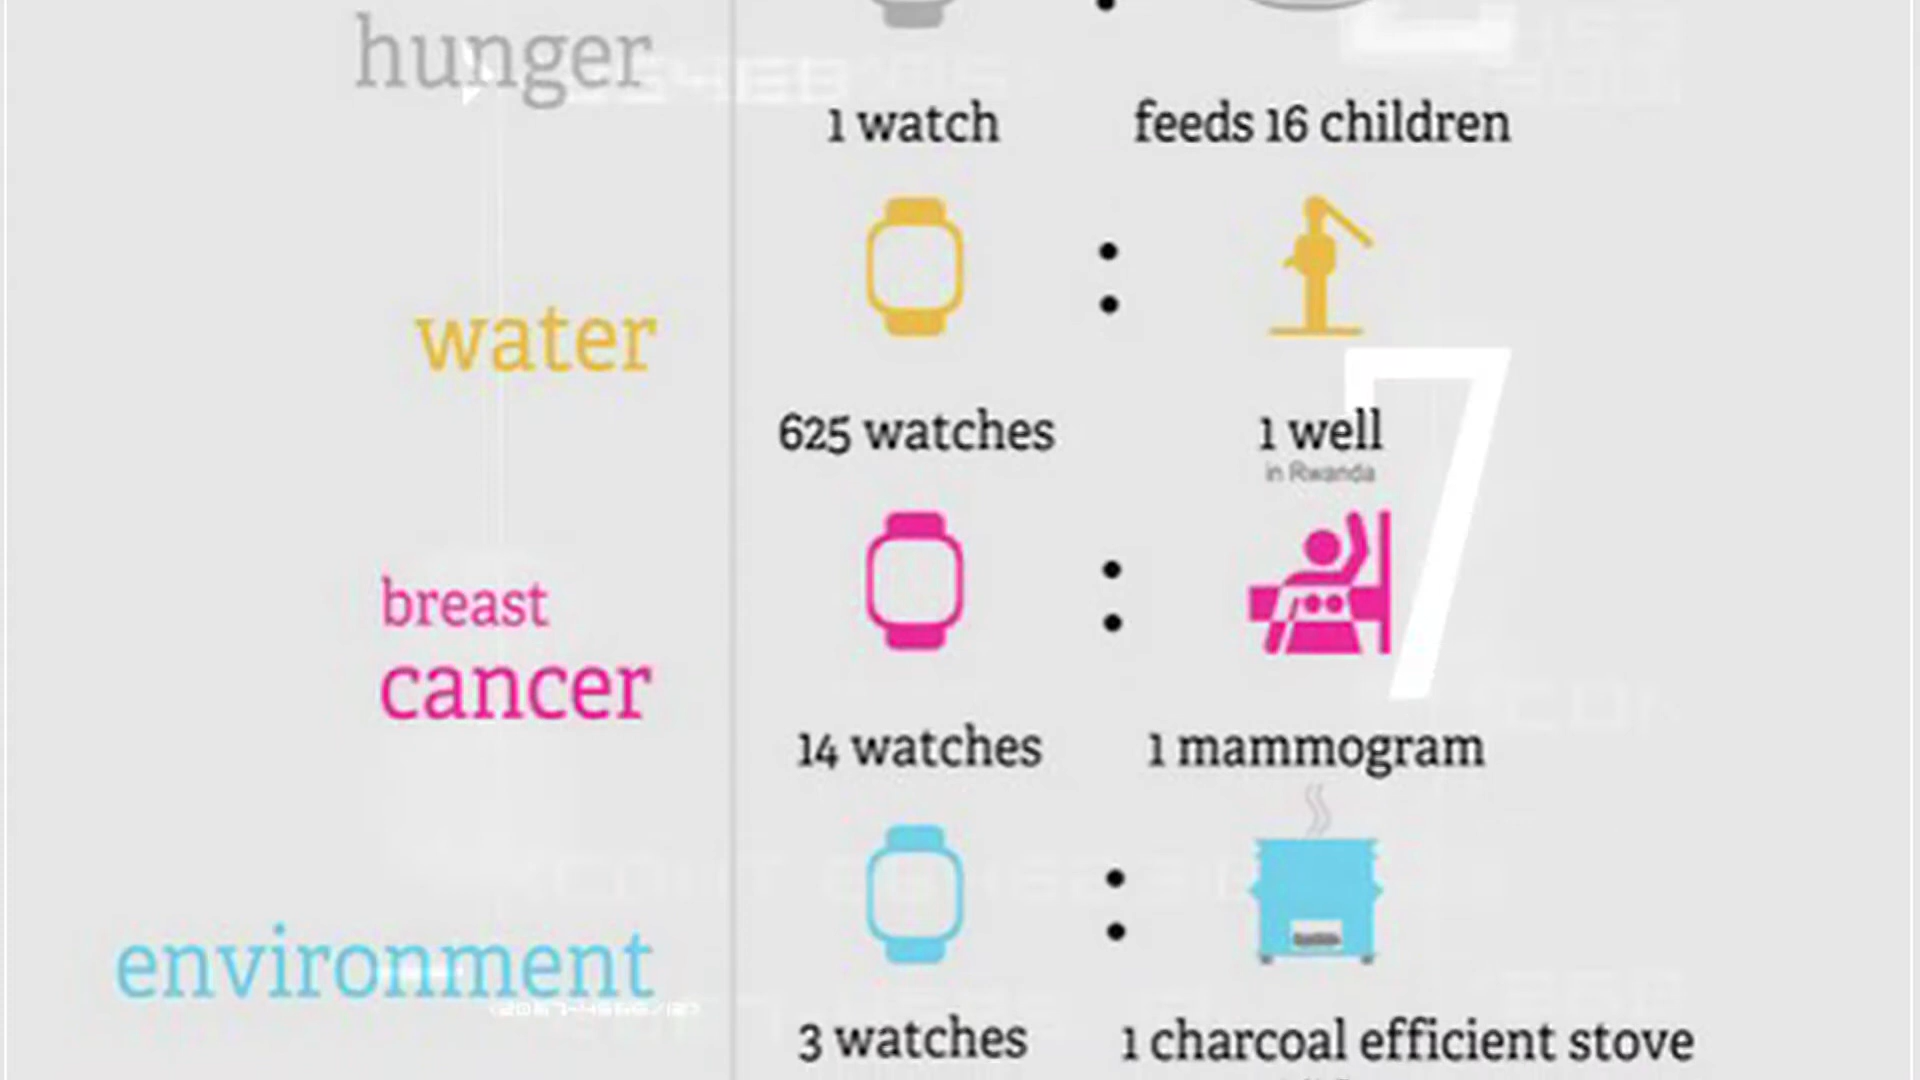 hunger
1 watch
feeds 16 children
water
625 watches
1 well
in Rwanda
7
breast
cancer
14 watches
1 mammogram
environment
3 watches
1 charcoal efficient stove